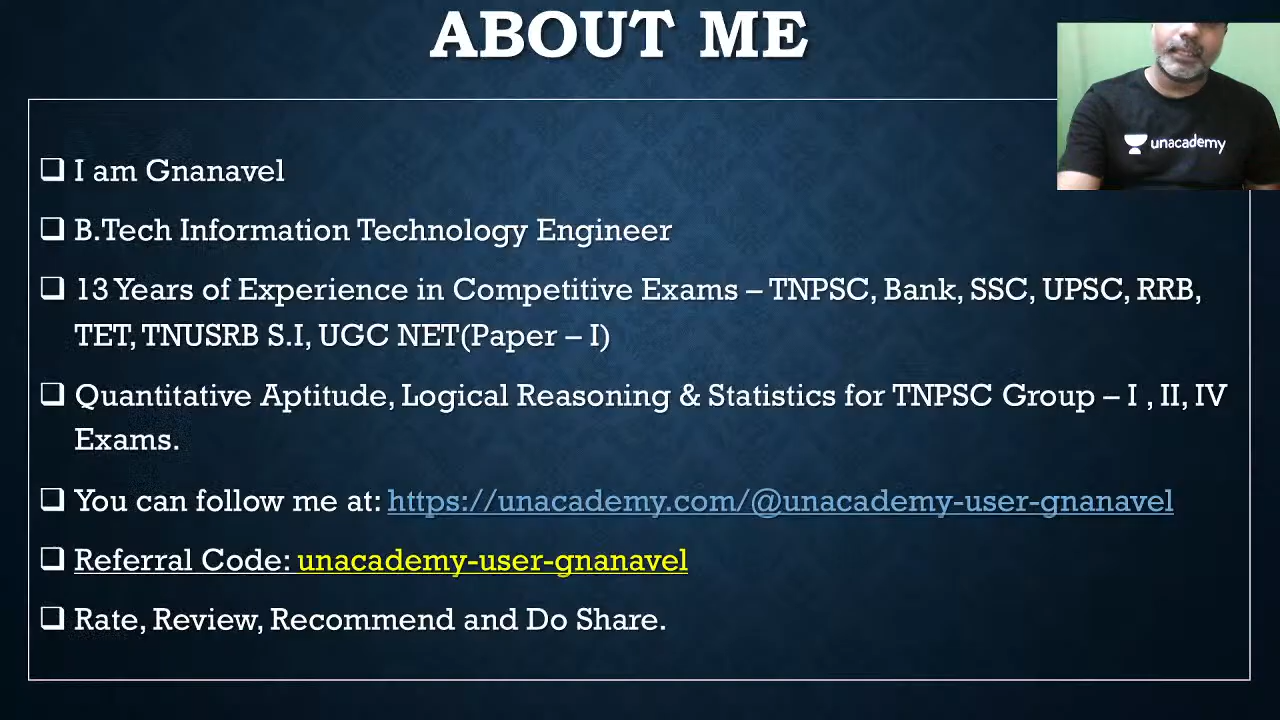 ABOUT ME
unacademy
❑ I am Gnanavel
❑ B.Tech Information Technology Engineer
❑ 13 Years of Experience in Competitive Exams – TNPSC, Bank, SSC, UPSC, RRB,
TET, TNUSRB S.I, UGC NET(Paper – I)
❑ Quantitative Aptitude, Logical Reasoning & Statistics for TNPSC Group – I , II, IV
Exams.
❑ You can follow me at: https://unacademy.com/@unacademy-user-gnanavel
❑ Referral Code: unacademy-user-gnanavel
❑ Rate, Review, Recommend and Do Share.